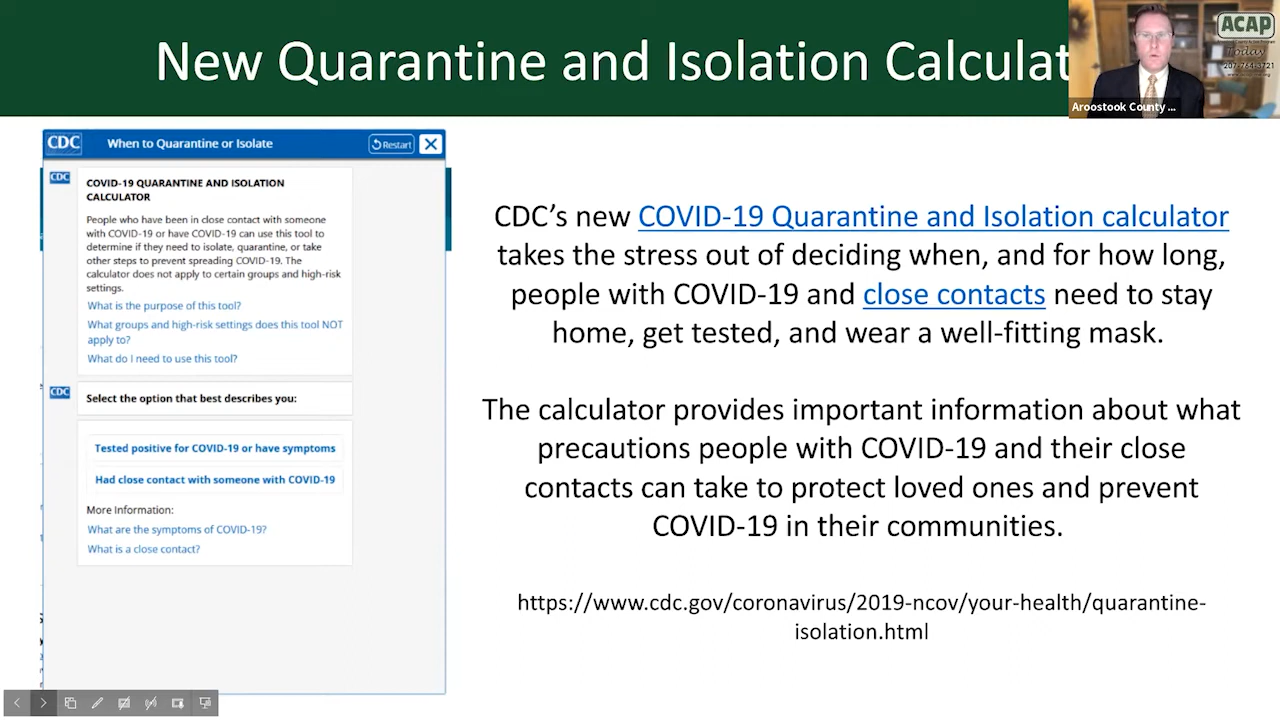 New Quarantine and Isolation Calculat
ACAP
Today
Aroostook County ...
CDC When to Quarantine or Isolate Restart
CDC
COVID-19 QUARANTINE AND ISOLATION
CALCULATOR
People who have been in close contact with someone
with COVID-19 or have COVID-19 can use this tool to
determine if they need to isolate, quarantine, or take
other steps to prevent spreading COVID-19. The
calculator does not apply to certain groups and high-risk
settings.
What is the purpose of this tool?
What groups and high-risk settings does this tool NOT
apply to?
What do I need to use this tool?
CDC
Select the option that best describes you:
Tested positive for COVID-19 or have symptoms
Had close contact with someone with COVID-19
More Information:
What are the symptoms of COVID-19?
What is a close contact?
CDC's new COVID-19 Quarantine and Isolation calculator
takes the stress out of deciding when, and for how long,
people with COVID-19 and close contacts need to stay
home, get tested, and wear a well-fitting mask.
The calculator provides important information about what
precautions people with COVID-19 and their close
contacts can take to protect loved ones and prevent
COVID-19 in their communities.
https://www.cdc.gov/coronavirus/2019-ncov/your-health/quarantine-
isolation.html